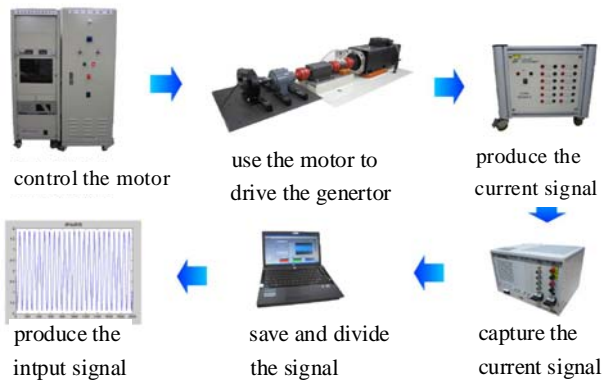 control the motor
use the motor to
drive the genertor
produce the
current signal
capture the
current signal
save and divide
the signal
produce the
intput signal